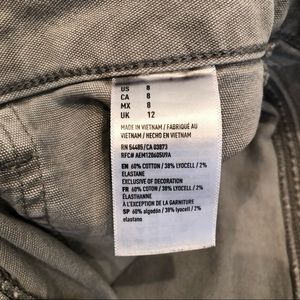 US 8
CA 8
MX 8
UK 12
MADE IN VIETNAM / FABRIQUÉ AU
VIETNAM / HECHO EN VIETNAM
RN 54485/CA 03873
EN 60% COTTON / 38% LYOCELL / 2%
ELASTANE
EXCLUSIVE OF DECORATION
FR 60% COTON / 38% LYOCELL / 2%
ÉLASTHANNE
À L'EXCEPTION DE LA GARNITURE
SP 60% algodón / 38% lyocell / 2%
elastano